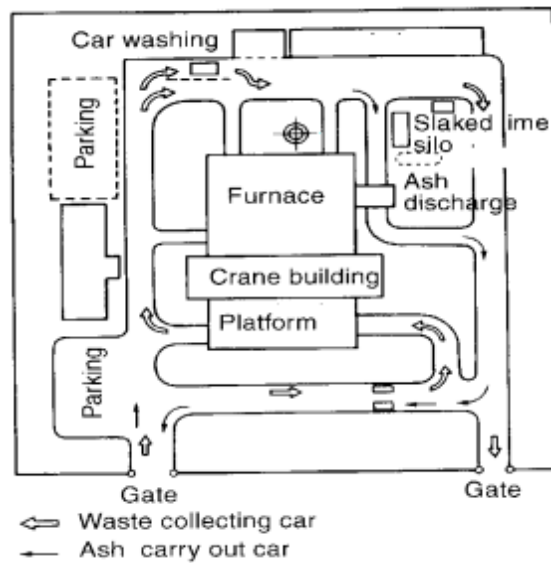 Car washing
Parking
Slaked ime
silo
Furnace
Ash
discharge
Crane building
Platform
Parking
Gate
Gate
Waste collecting car
Ash carry out car